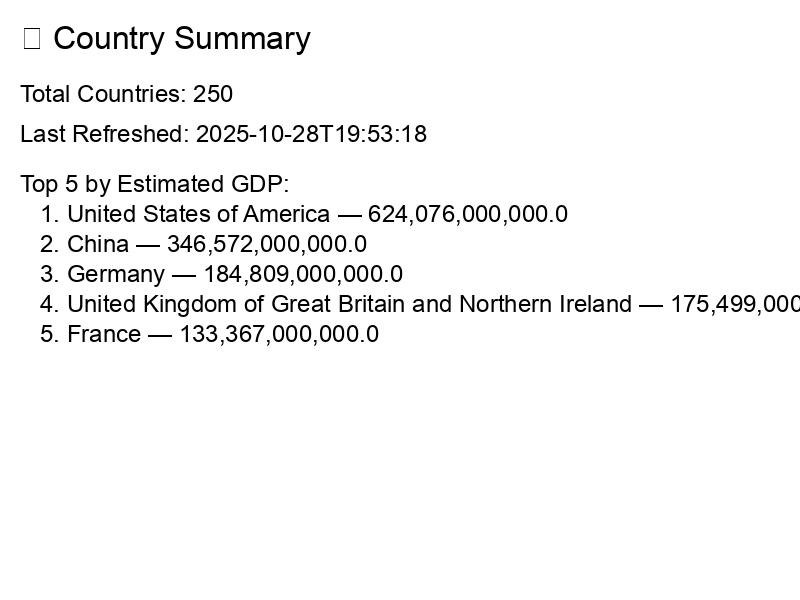 Country Summary
Total Countries: 250
Last Refreshed: 2025-10-28T19:53:18
Top 5 by Estimated GDP:
1. United States of America — 624,076,000,000.0
2. China — 346,572,000,000.0
3. Germany — 184,809,000,000.0
4. United Kingdom of Great Britain and Northern Ireland — 175,499,000
5. France — 133,367,000,000.0